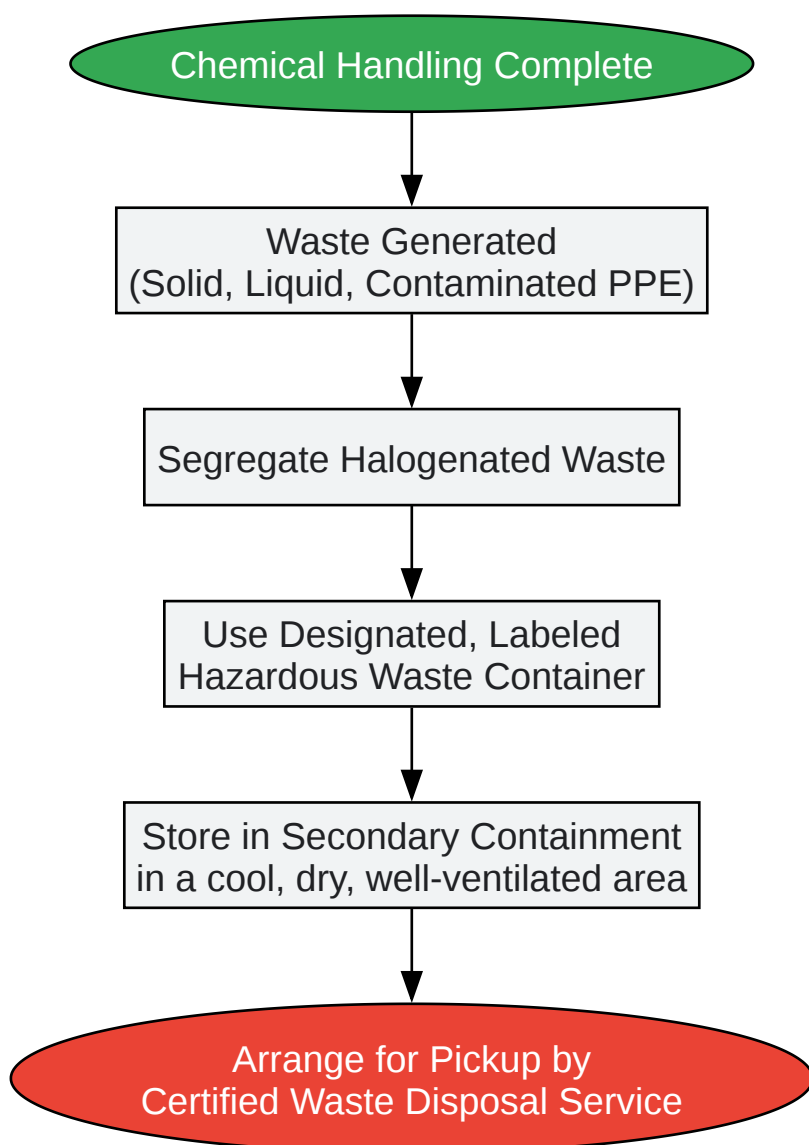 Chemical Handling Complete
Waste Generated
(Solid, Liquid, Contaminated PPE)
Segregate Halogenated Waste
Use Designated, Labeled
Hazardous Waste Container
Store in Secondary Containment
in a cool, dry, well-ventilated area
Arrange for Pickup by
Certified Waste Disposal Service